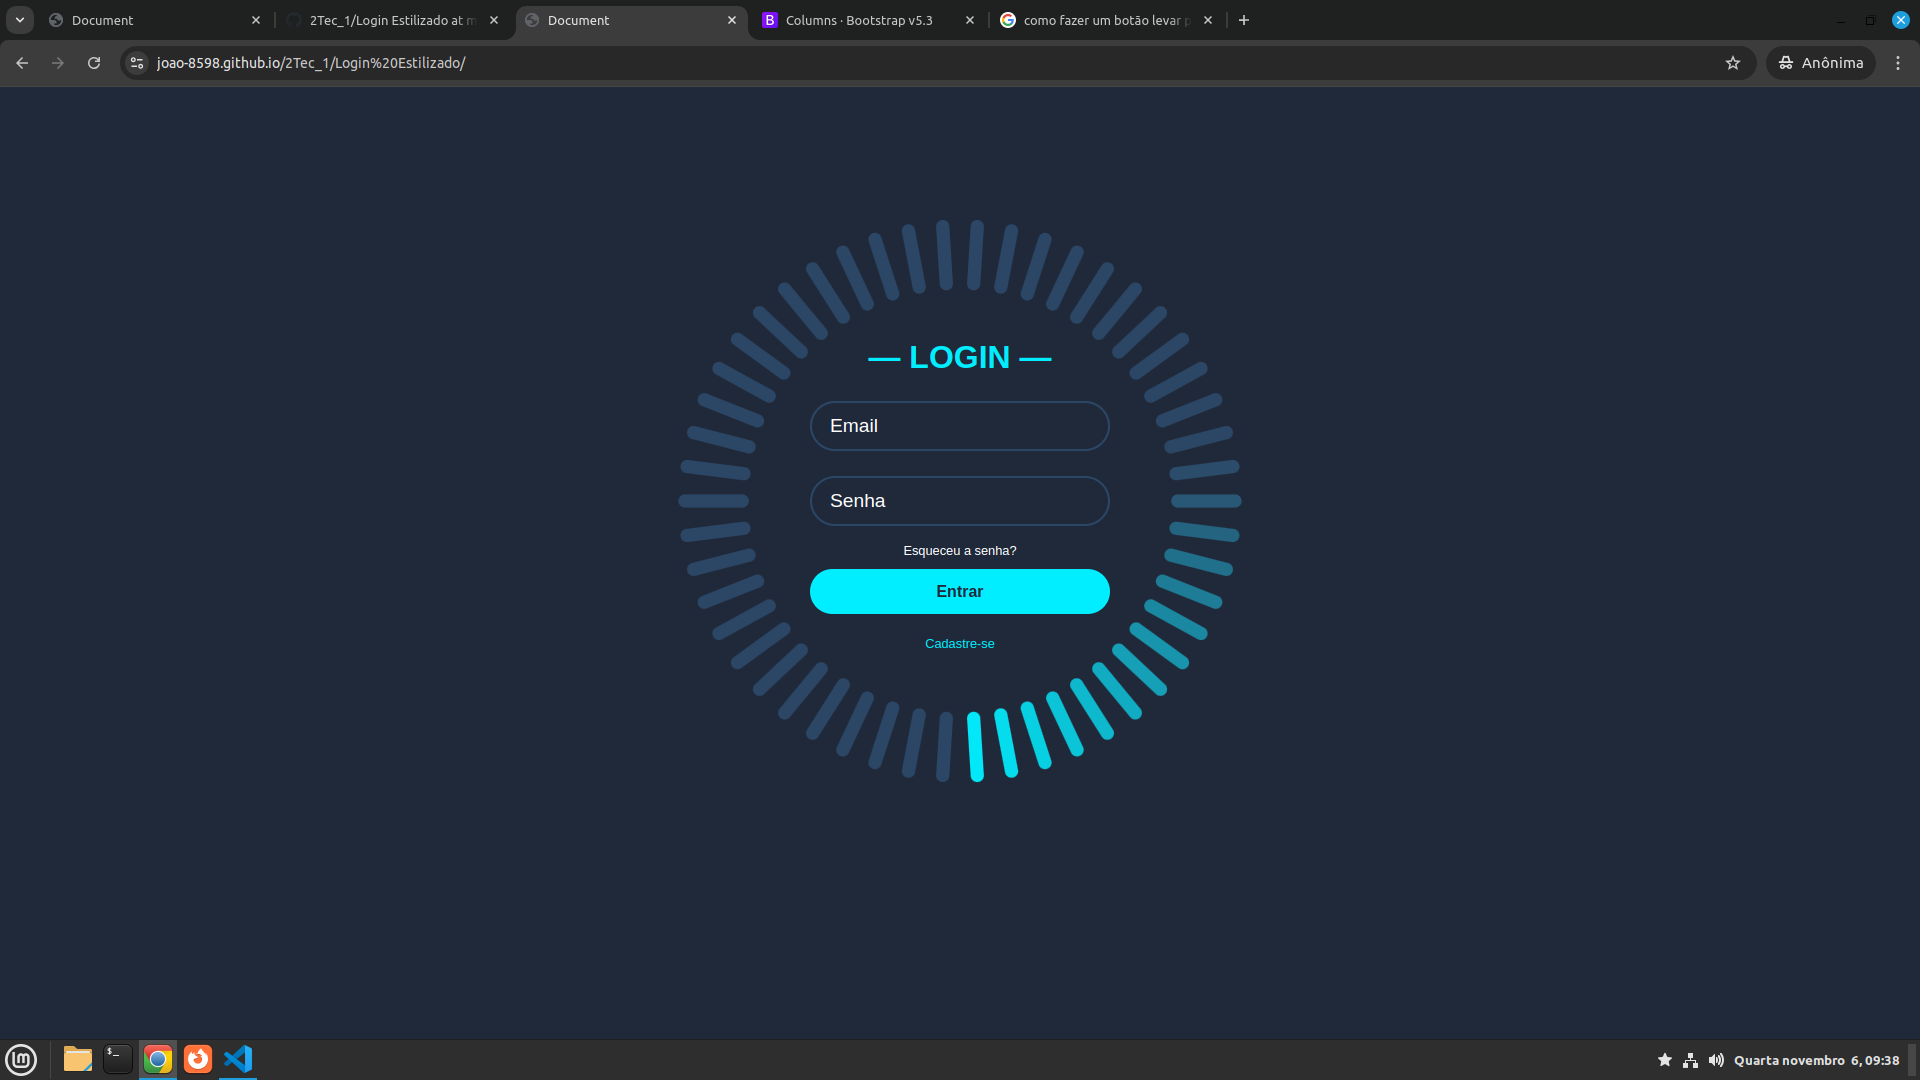 Document
2Tec_1/Login Estilizado at m
Document
Columns · Bootstrap v5.3
como fazer um botão levar
joao-8598.github.io/2Tec_1/Login%20Estilizado/
Anônima
— LOGIN —
Email
Senha
Esqueceu a senha?
Entrar
Cadastre-se
Quarta novembro 6, 09:38